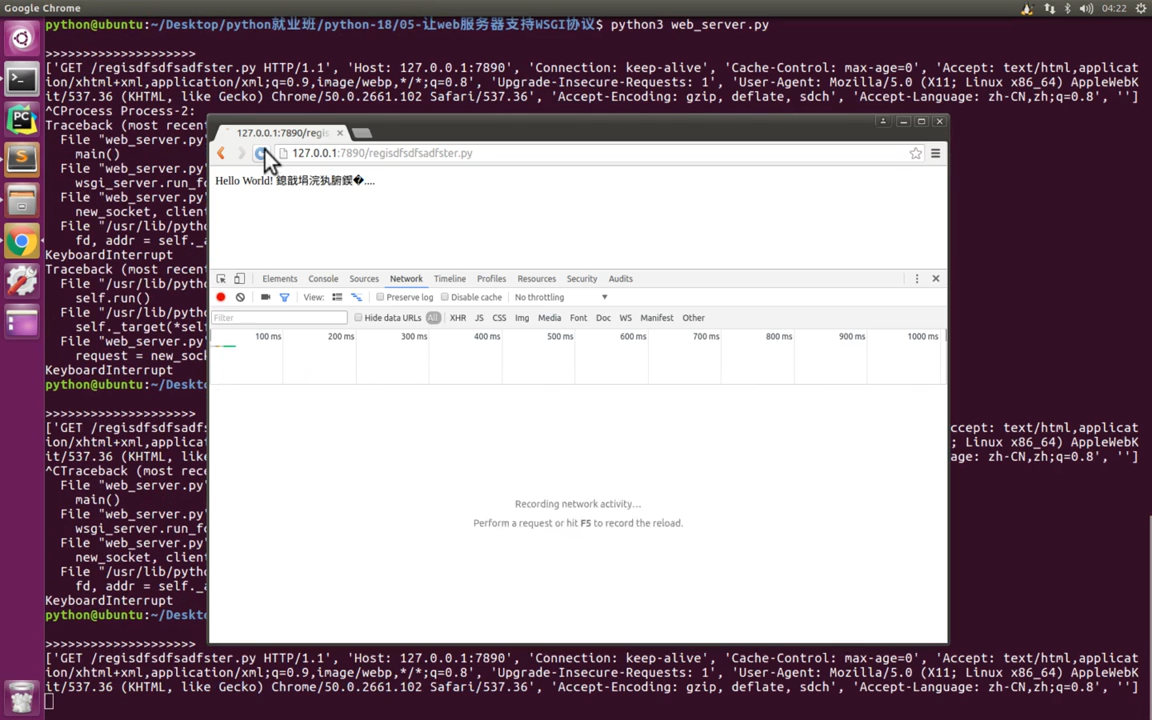 Google Chrome
04:22
python@ubuntu:~/Desktop/python就业班/python-18/05-让web服务器支持WSGI协议$ python3 web_server.py
>>>>>>>>>>>>>>>>>>>>
['GET /regisdfsdfsadfster.py HTTP/1.1', 'Host: 127.0.0.1:7890', 'Connection: keep-alive', 'Cache-Control: max-age=0', 'Accept: text/html,applicat
ion/xhtml+xml,application/xml;q=0.9,image/webp,*/*;q=0.8', 'Upgrade-Insecure-Requests: 1', 'User-Agent: Mozilla/5.0 (X11; Linux x86_64) AppleWebK
it/537.36 (KHTML, like Gecko) Chrome/50.0.2661.102 Safari/537.36', 'Accept-Encoding: gzip, deflate, sdch', 'Accept-Language: zh-CN,zh;q=0.8', '']
^CProcess Process-2:
Traceback (most recen
File "web_server.py"
main()
File "web_server.py"
wsgi_server.run_fo
File "web_server.py"
new_socket, client
File "/usr/lib/pytho
fd, addr = self._a
KeyboardInterrupt
Traceback (most recen
File "/usr/lib/pytho
self.run()
File "/usr/lib/pytho
self._target(*self
File "web_server.py"
request = new_sock
KeyboardInterrupt
python@ubuntu:~/Deskt
>>>>>>>>>>>>>>>>>>>>
['GET /regisdfsdfsadfs
ccept: text/html,applicat
ion/xhtml+xml,applicat
; Linux x86_64) AppleWebK
it/537.36 (KHTML, like
age: zh-CN,zh;q=0.8', '']
^CTraceback (most rece
File "web_server.py"
main()
File "web_server.py"
wsgi_server.run_fo
File "web_server.py"
new_socket, client
File "/usr/lib/pytho
fd, addr = self._a
KeyboardInterrupt
python@ubuntu:~/Deskt
>>>>>>>>>>>>>>>>>>>>
['GET /regisdfsdfsadfster.py HTTP/1.1', 'Host: 127.0.0.1:7890', 'Connection: keep-alive', 'Cache-Control: max-age=0', 'Accept: text/html,applicat
ion/xhtml+xml,application/xml;q=0.9,image/webp,*/*;q=0.8', 'Upgrade-Insecure-Requests: 1', 'User-Agent: Mozilla/5.0 (X11; Linux x86_64) AppleWebK
it/537.36 (KHTML, like Gecko) Chrome/50.0.2661.102 Safari/537.36', 'Accept-Encoding: gzip, deflate, sdch', 'Accept-Language: zh-CN,zh;q=0.8', '']
127.0.0.1:7890/regis
127.0.0.1:7890/regisdfsdfsadfster.py
Hello World!
Elements Console Sources Network Timeline Profiles Resources Security Audits
View: Preserve log Disable cache No throttling
Filter Hide data URLs All XHR JS CSS Img Media Font Doc WS Manifest Other
100 ms 200 ms 300 ms 400 ms 500 ms 600 ms 700 ms 800 ms 900 ms 1000 ms
Recording network activity…
Perform a request or hit F5 to record the reload.